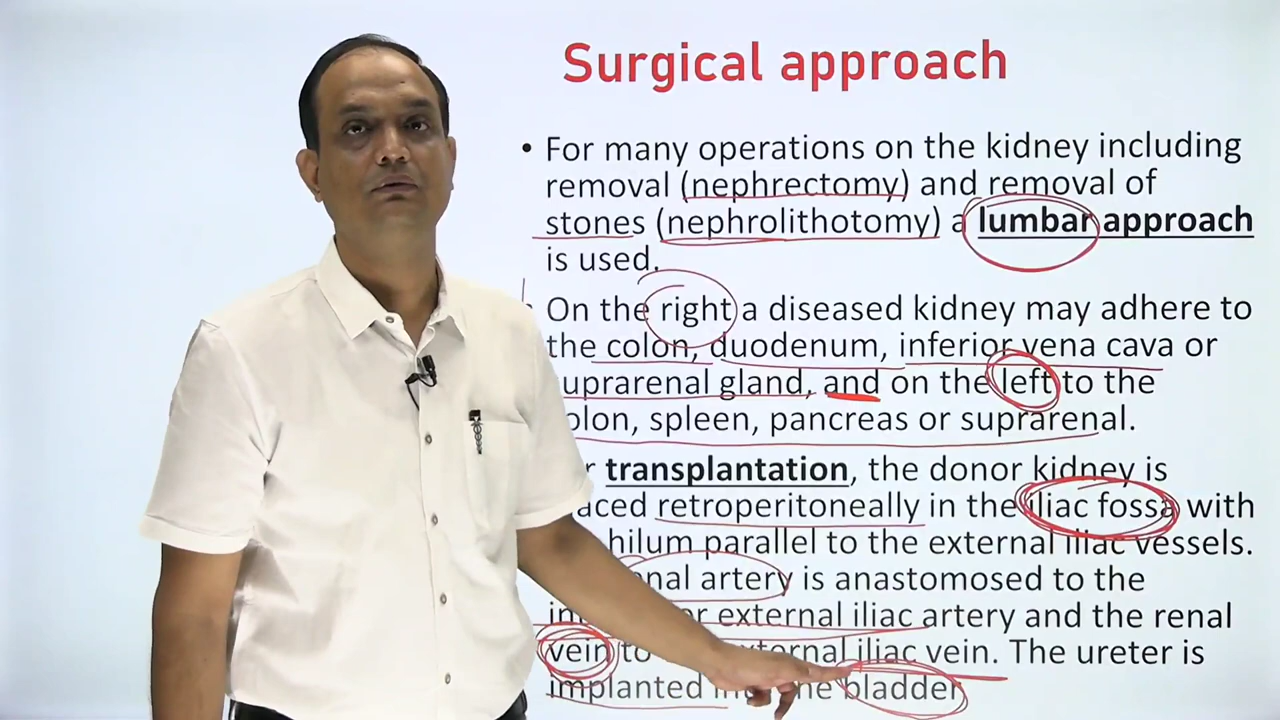 Surgical approach
• For many operations on the kidney including
removal (nephrectomy) and removal of
stones (nephrolithotomy) a lumbar approach
is used.
On the right a diseased kidney may adhere to
the colon, duodenum, inferior vena cava or
uprarenal gland, and on the left to the
olon, spleen, pancreas or suprarenal.
r transplantation, the donor kidney is
aced retroperitoneally in the iliac fossa with
hilum parallel to the external iliac vessels.
nal artery is anastomosed to the
external iliac artery and the renal
vein to external iliac vein. The ureter is
implanted bladder